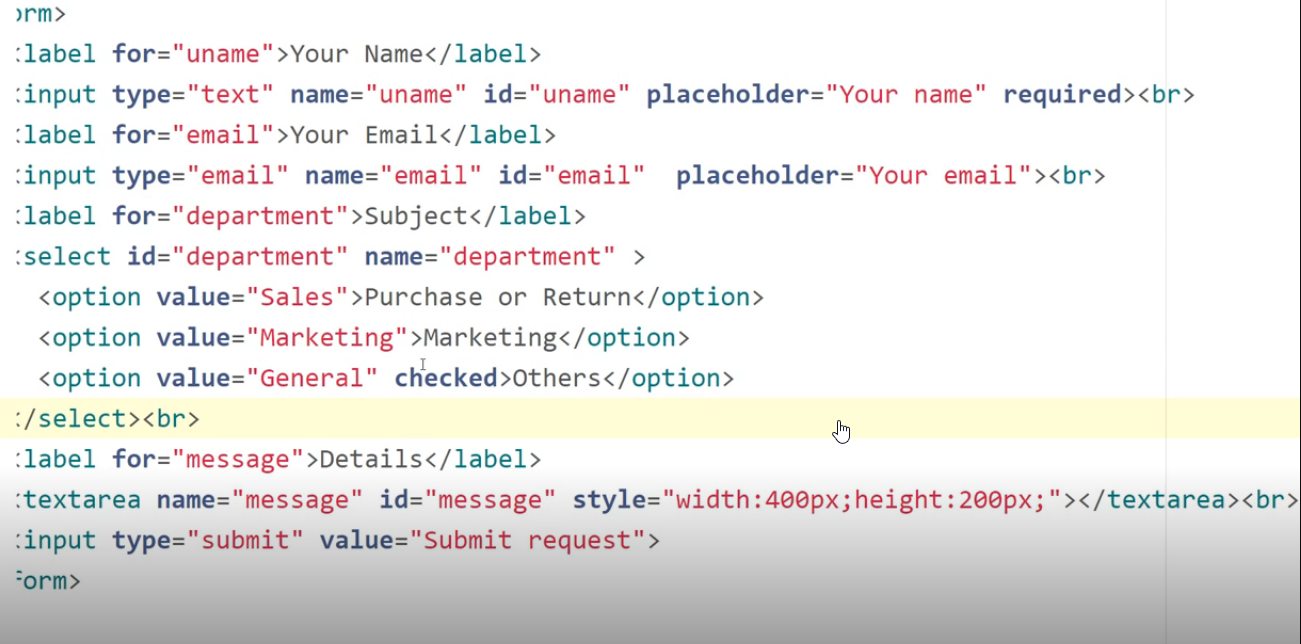 orm>
<label for="uname">Your Name</label>
<input type="text" name="uname" id="uname" placeholder="Your name" required><br>
<label for="email">Your Email</label>
<input type="email" name="email" id="email"  placeholder="Your email"><br>
<label for="department">Subject</label>
<select id="department" name="department" >
<option value="Sales">Purchase or Return</option>
<option value="Marketing">Marketing</option>
<option value="General" checked>Others</option>
</select><br>
<label for="message">Details</label>
<textarea name="message" id="message" style="width:400px;height:200px;"></textarea><br>
<input type="submit" value="Submit request">
form>